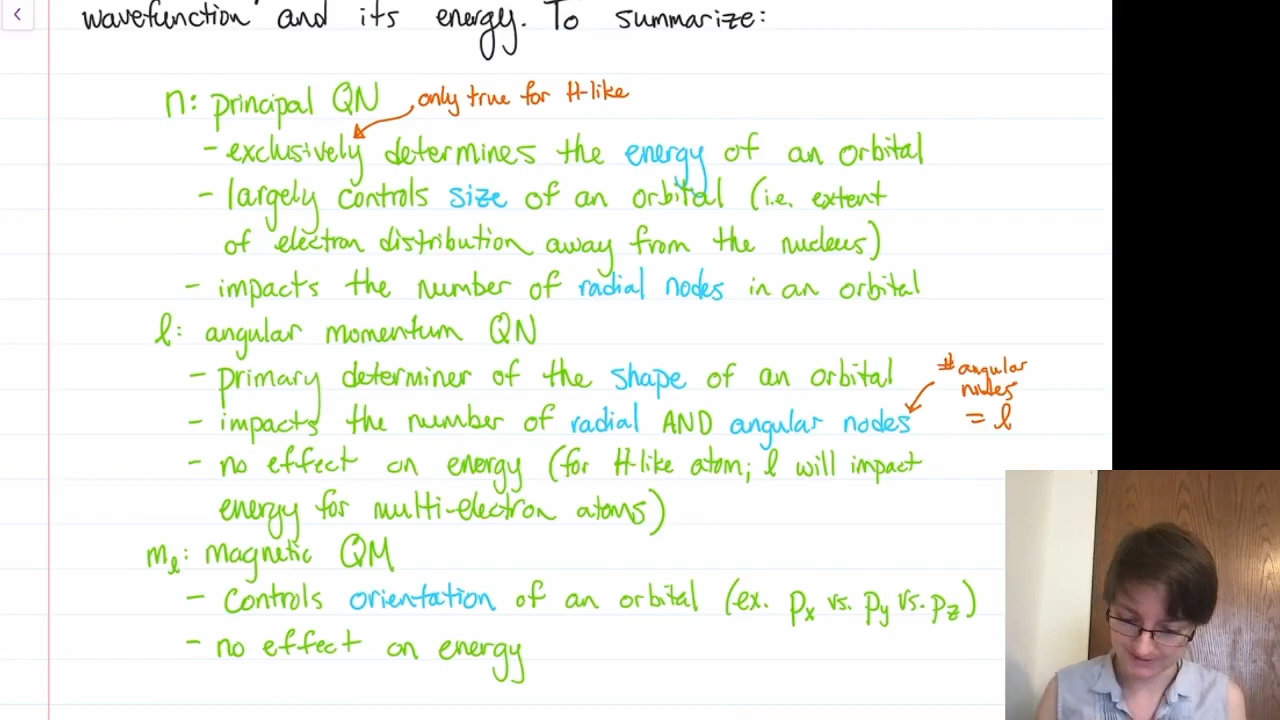 wavefunction and its energy. To summarize:
n: principal QN
only true for H-like
- exclusively determines the energy of an orbital
- largely controls size of an orbital (i.e. extent
of electron distribution away from the nucleus)
- impacts the number of radial nodes in an orbital
l: angular momentum QN
- primary determiner of the shape of an orbital
# angular
nodes
= l
- impacts the number of radial AND angular nodes
- no effect on energy (for H-like atom; l will impact
energy for multi-electron atoms)
mₗ: magnetic QM
- controls orientation of an orbital (ex. pₓ vs. py vs. pz)
- no effect on energy